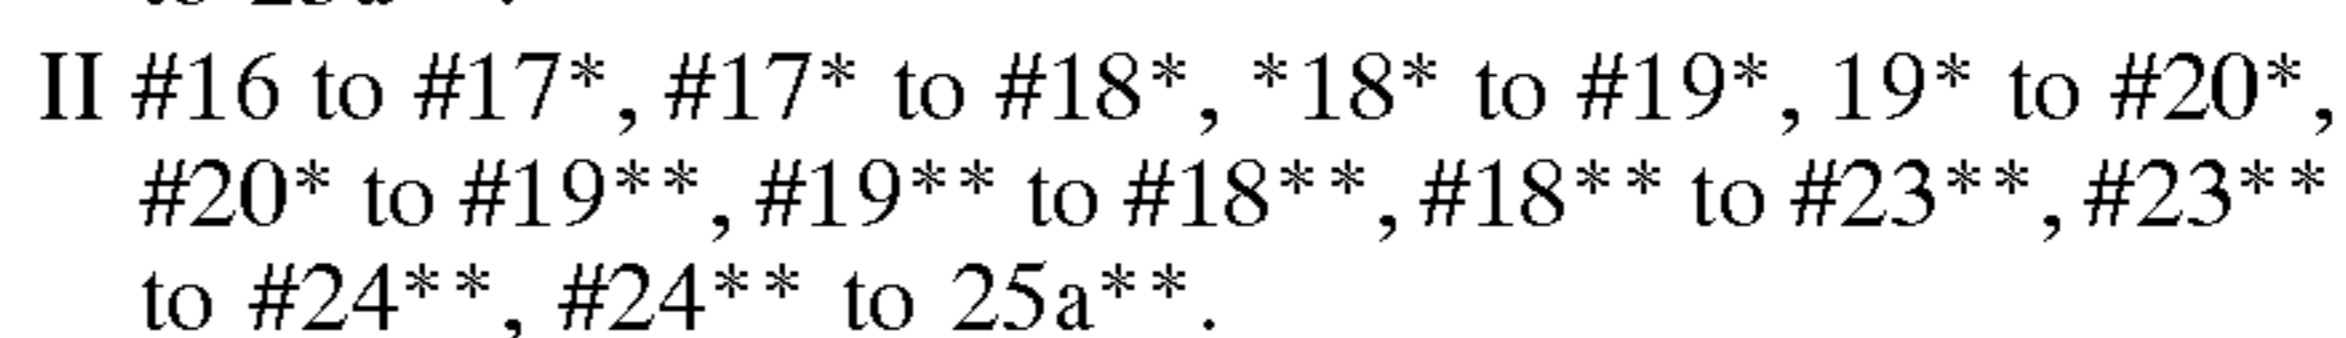 II #16 to #17*, #17* to #18*, *18* to #19*, 19* to #20*,
#20* to #19**, #19** to #18**, #18** to #23**, #23**
to #24**, #24** to 25a**.